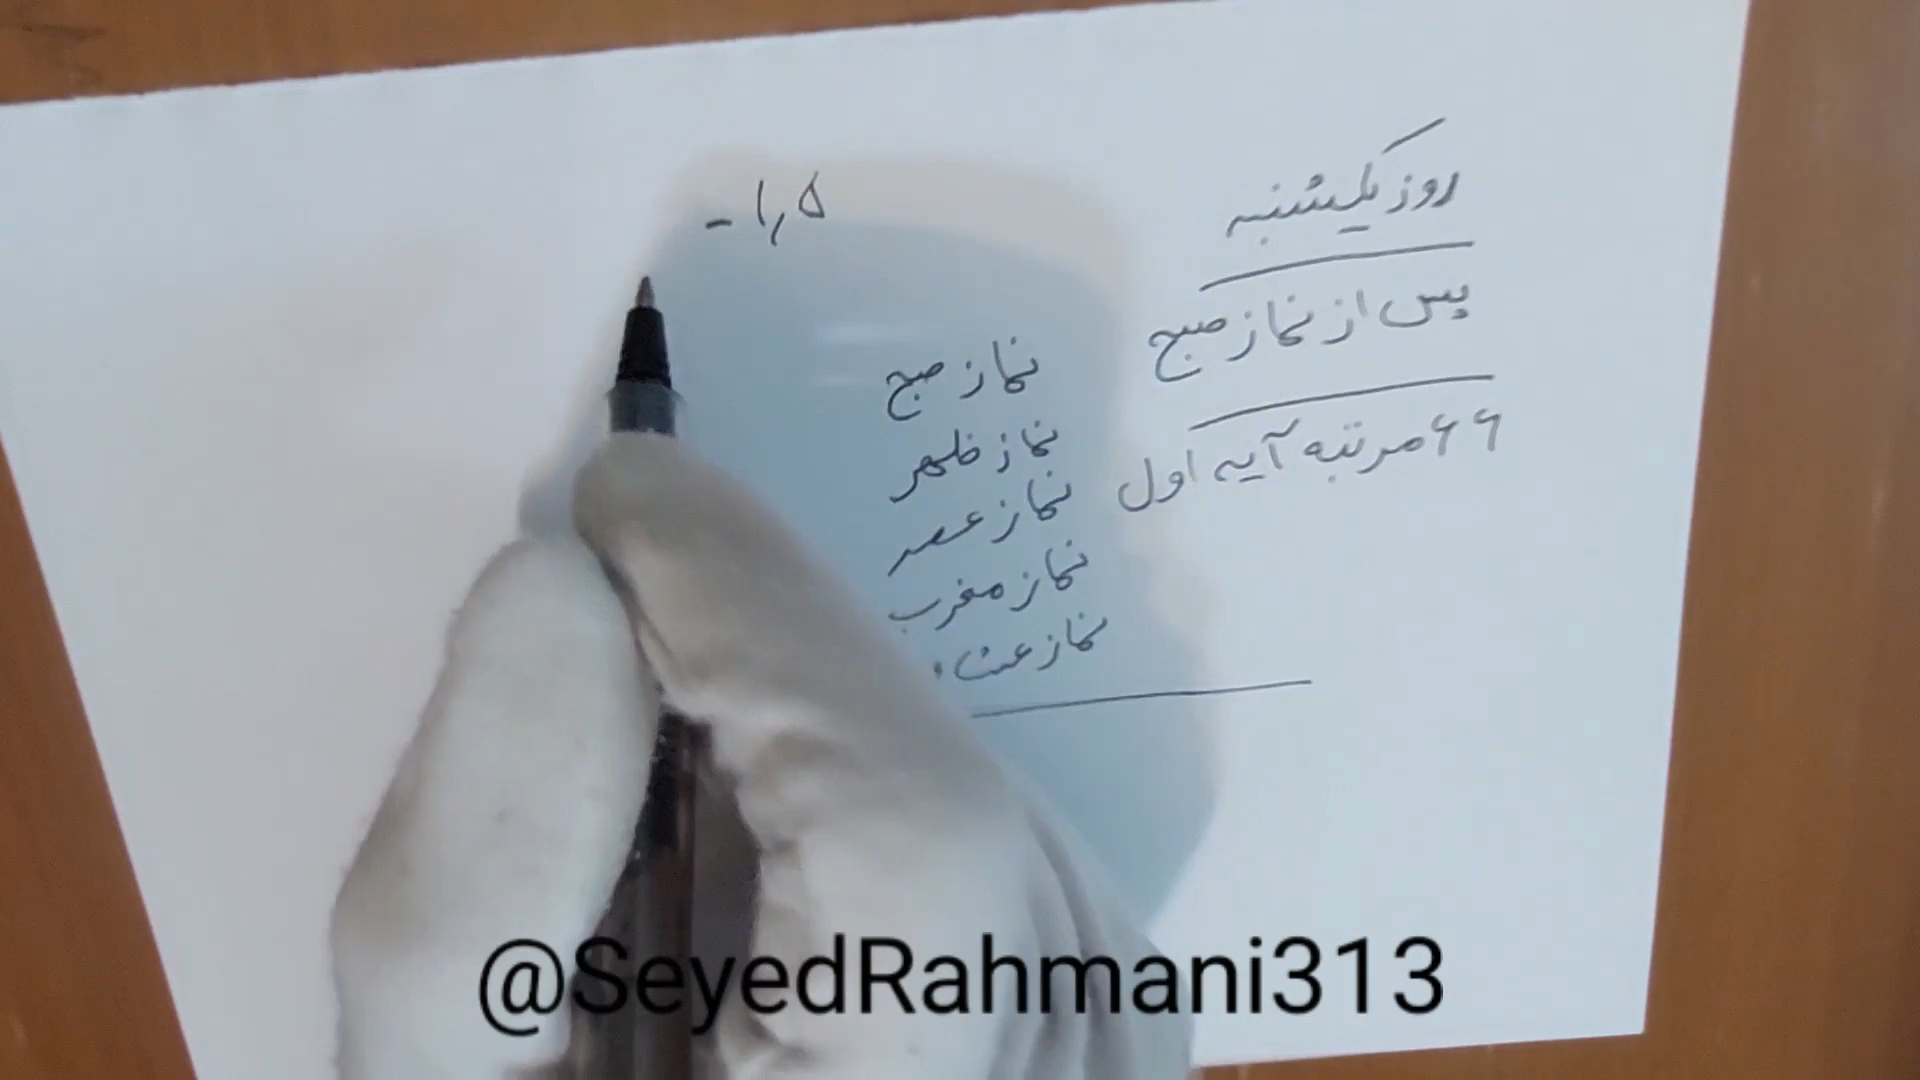 روز یکشنبه
پس از نماز صبح
۶۶ مرتبه آیه اول
۱،۵ -
نماز صبح
نماز ظهر
نماز عصر
نماز مغرب
نماز عشاء
@SeyedRahmani313